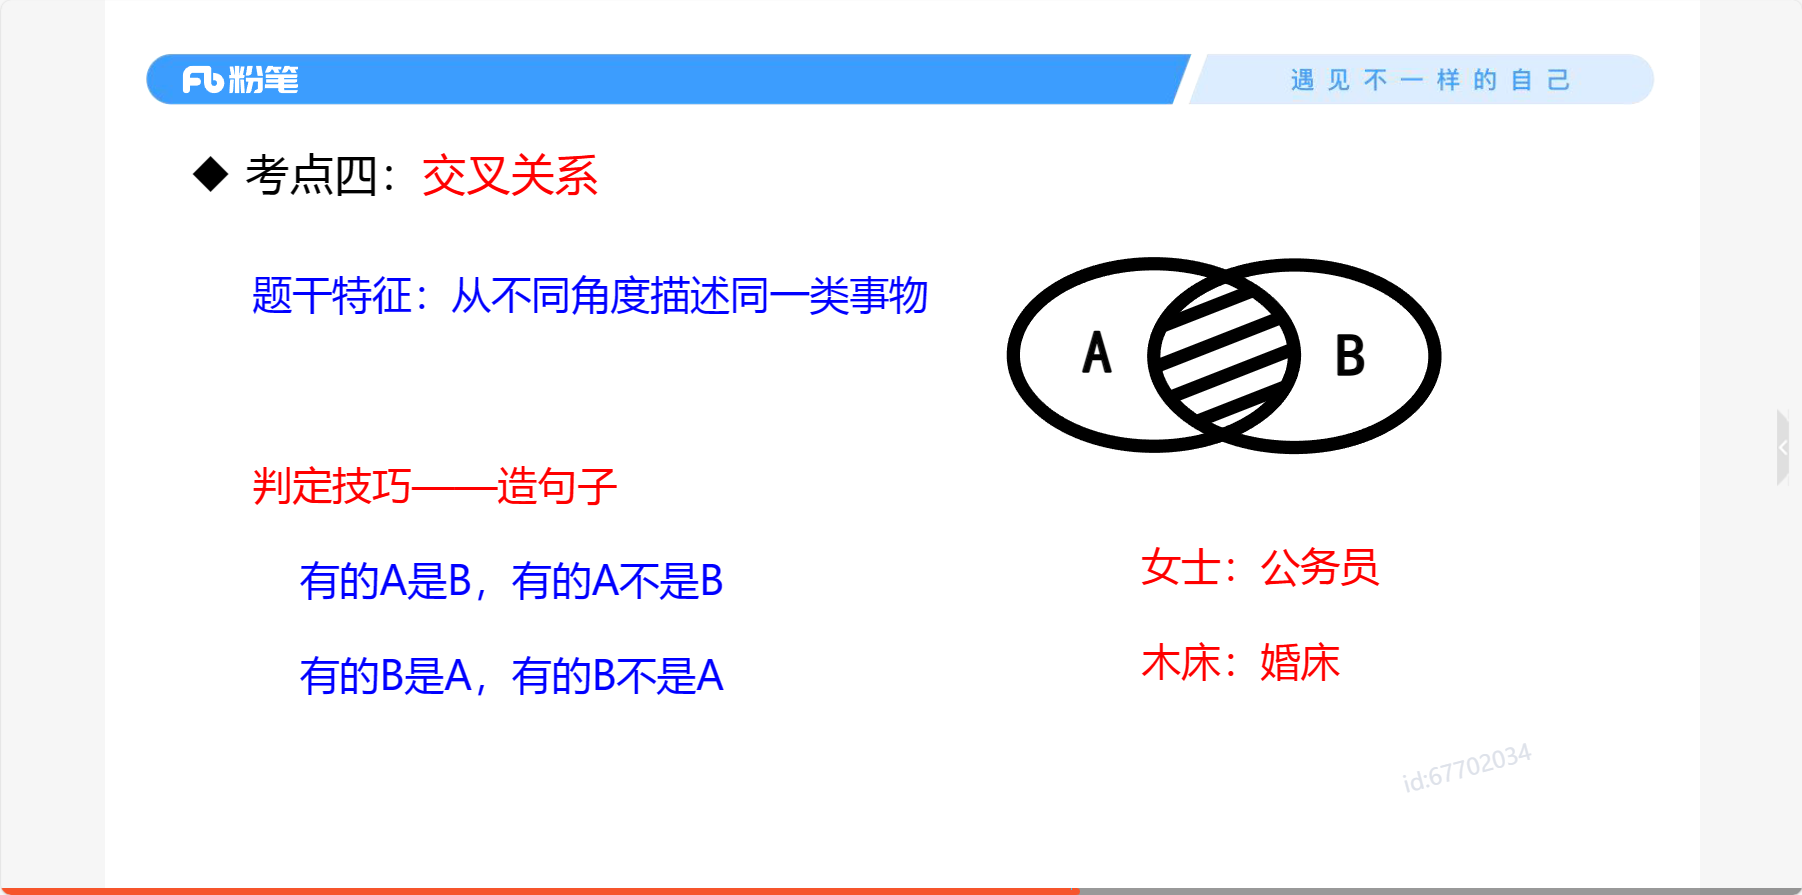 Fb粉笔
遇见不一样的自己
◆ 考点四：交叉关系
题干特征：从不同角度描述同一类事物
A
B
判定技巧——造句子
有的A是B，有的A不是B
有的B是A，有的B不是A
女士：公务员
木床：婚床
id:67702034